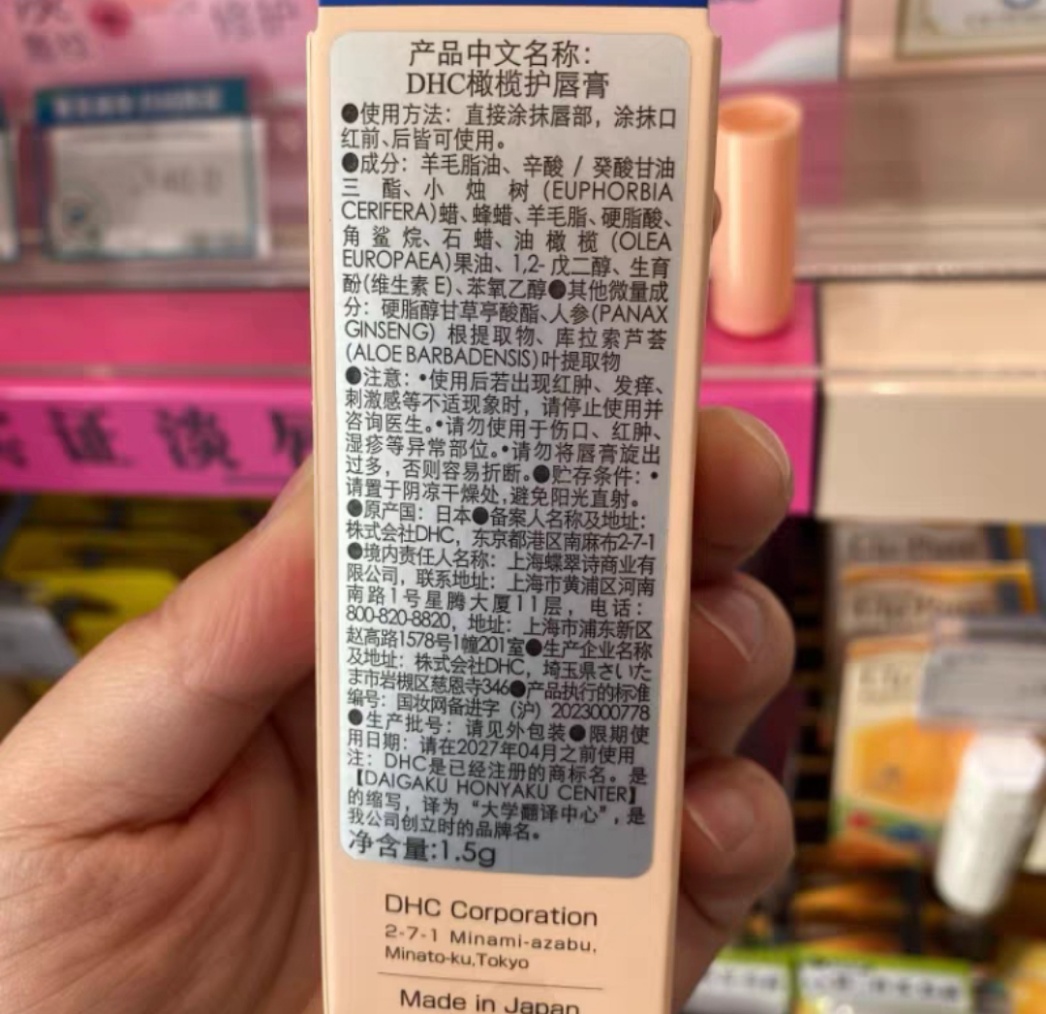 产品中文名称:
DHC橄榄护唇膏
●使用方法：直接涂抹唇部，涂抹口
红前、后皆可使用。
●成分：羊毛脂油、辛酸 / 癸酸甘油
三酯、小烛树(EUPHORBIA
CERIFERA)蜡、蜂蜡、羊毛脂、硬脂酸、
角鲨烷、石蜡、油橄榄(OLEA
EUROPAEA)果油、1,2-戊二醇、生育
酚(维生素E)、苯氧乙醇●其他微量成
分：硬脂醇甘草亭酸酯、人参(PANAX
GINSENG) 根提取物、库拉索芦荟
(ALOE BARBADENSIS)叶提取物
●注意：•使用后若出现红肿、发痒、
刺激感等不适现象时，请停止使用并
咨询医生。•请勿使用于伤口、红肿、
湿疹等异常部位。•请勿将唇膏旋出
过多，否则容易折断。●贮存条件：•
请置于阴凉干燥处,避免阳光直射。
●原产国：日本●备案人名称及地址：
株式会社DHC，东京都港区南麻布2-7-1
●境内责任人名称：上海蝶翠诗商业有
限公司，联系地址：上海市黄浦区河南
南路1号星腾大厦11层，电话：
800-820-8820，地址：上海市浦东新区
赵高路1578号1幢201室●生产企业名称
及地址：株式会社DHC，埼玉県さいた
ま市岩槻区慈恩寺346●产品执行的标准
编号：国妆网备进字（沪）2023000778
●生产批号：请见外包装●限期使
用日期：请在2027年04月之前使用
注：DHC是已经注册的商标名。是
【DAIGAKU HONYAKU CENTER】
的缩写，译为“大学翻译中心”，是
我公司创立时的品牌名。
净含量:1.5g
DHC Corporation
2-7-1 Minami-azabu,
Minato-ku,Tokyo
Made in Japan
证淡